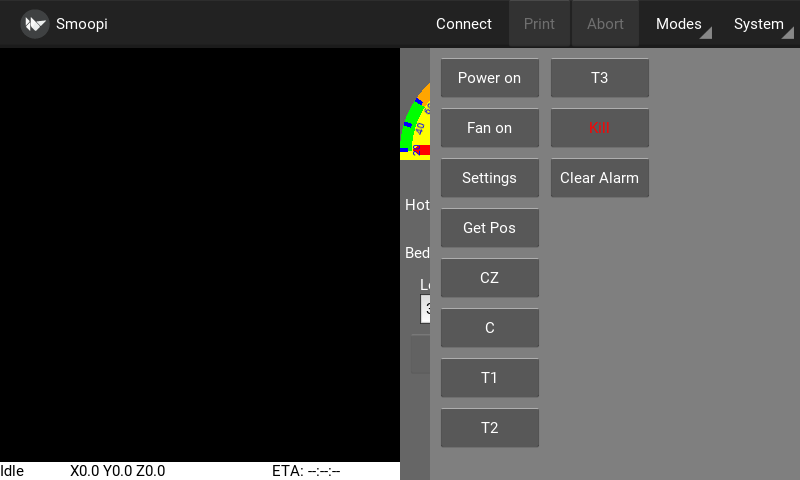 Smoopi Connect Print Abort Modes System
Power on T3
Fan on Kill
Settings Clear Alarm
Get Pos
CZ
C
T1
T2
40
Hot
Bed
Idle X0.0 Y0.0 Z0.0 ETA: --:--:--